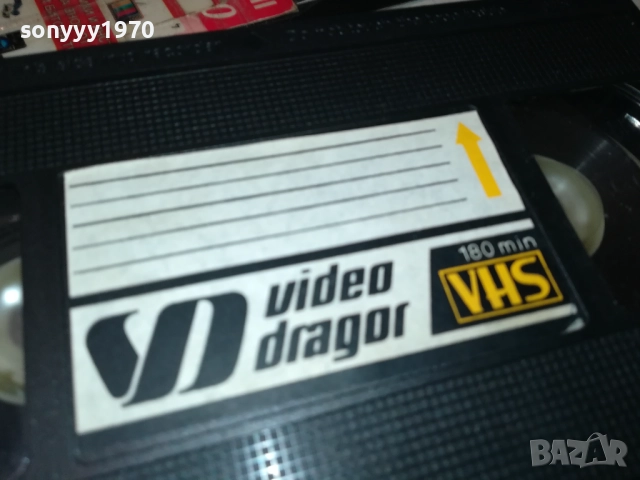 sonyyy1970
180 min
VHS
video
dragor
BAZAR